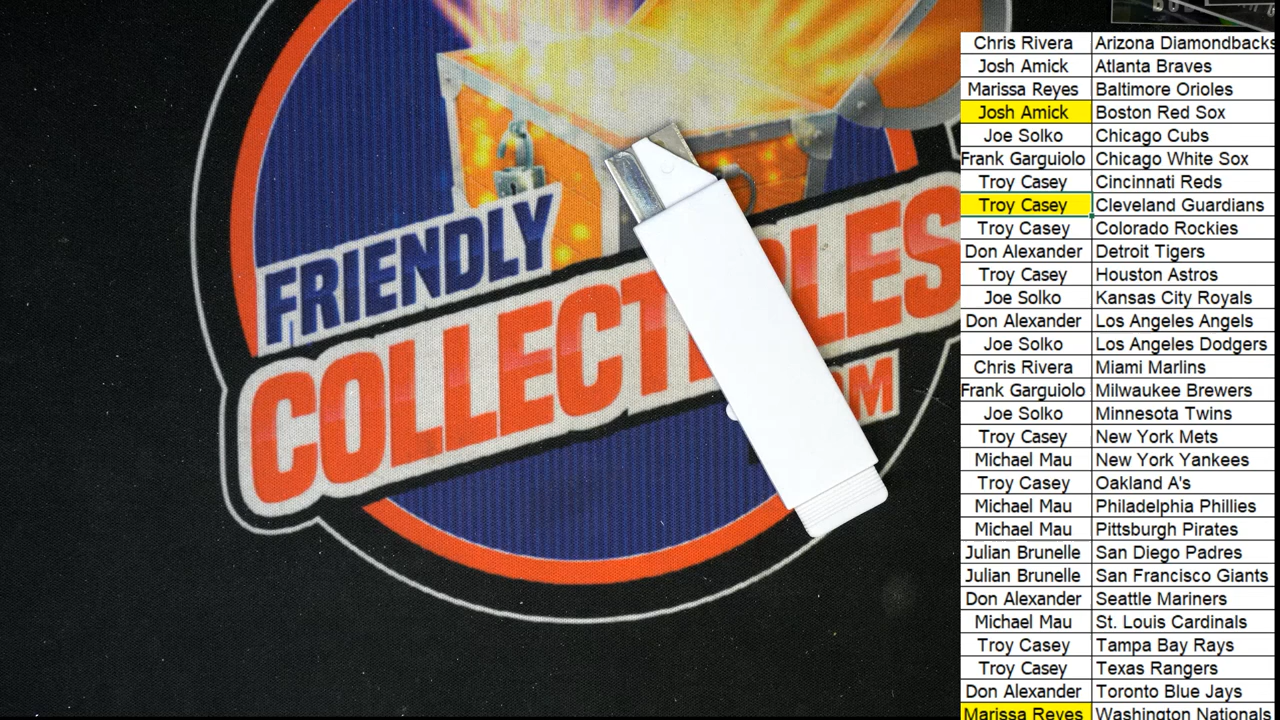 FRIENDLY
COLLECT LES
M
Chris Rivera Arizona Diamondbacks
Josh Amick Atlanta Braves
Marissa Reyes Baltimore Orioles
Josh Amick Boston Red Sox
Joe Solko Chicago Cubs
Frank Garguiolo Chicago White Sox
Troy Casey Cincinnati Reds
Troy Casey Cleveland Guardians
Troy Casey Colorado Rockies
Don Alexander Detroit Tigers
Troy Casey Houston Astros
Joe Solko Kansas City Royals
Don Alexander Los Angeles Angels
Joe Solko Los Angeles Dodgers
Chris Rivera Miami Marlins
Frank Garguiolo Milwaukee Brewers
Joe Solko Minnesota Twins
Troy Casey New York Mets
Michael Mau New York Yankees
Troy Casey Oakland A's
Michael Mau Philadelphia Phillies
Michael Mau Pittsburgh Pirates
Julian Brunelle San Diego Padres
Julian Brunelle San Francisco Giants
Don Alexander Seattle Mariners
Michael Mau St. Louis Cardinals
Troy Casey Tampa Bay Rays
Troy Casey Texas Rangers
Don Alexander Toronto Blue Jays
Marissa Reyes Washington Nationals